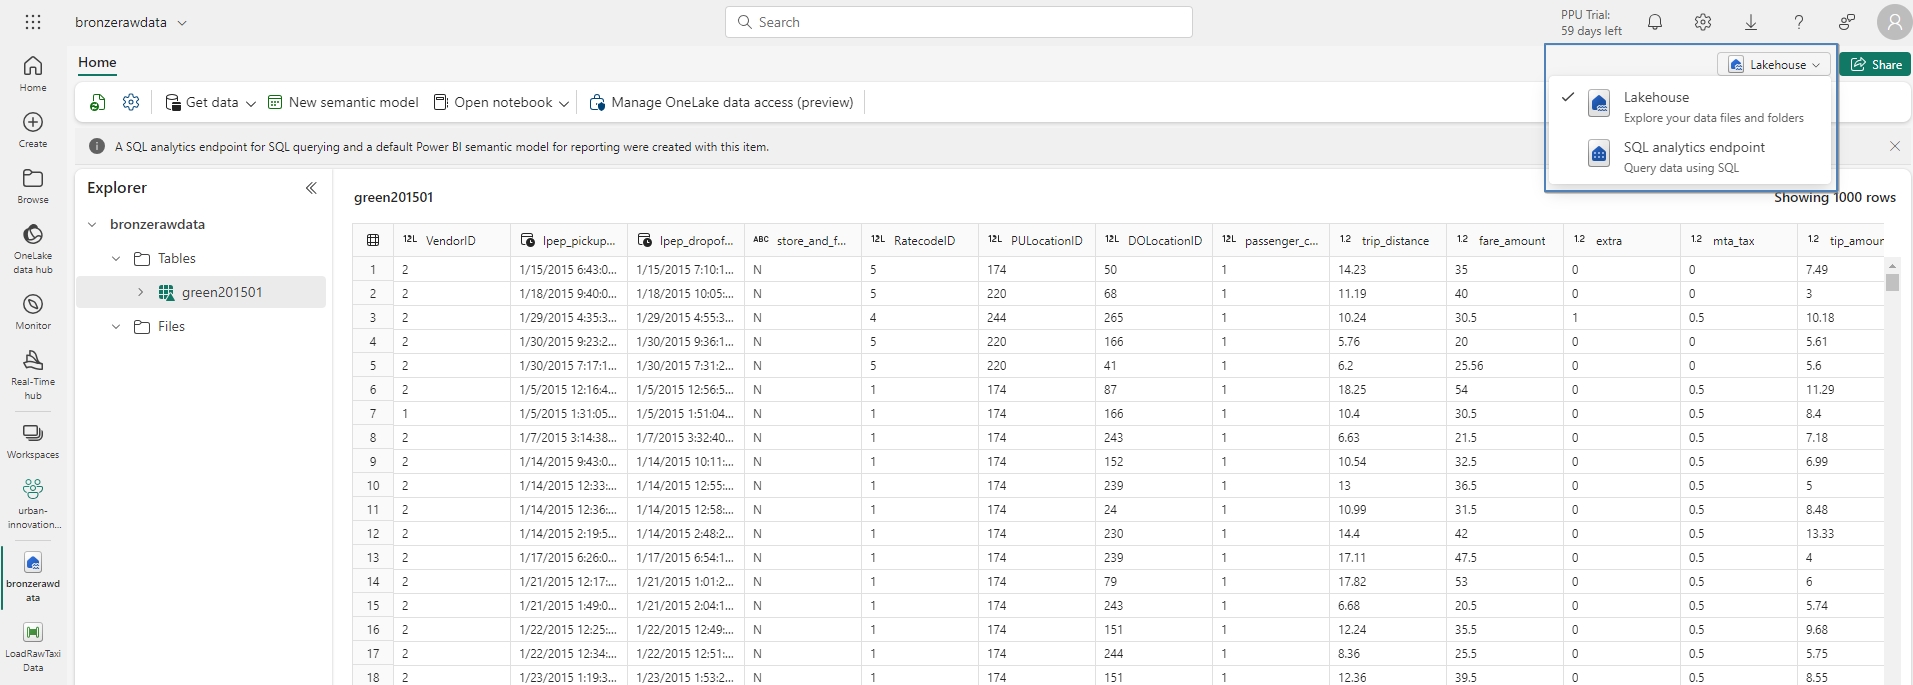 bronzerawdata
Search
PPU Trial:
59 days left
Home
Create
Browse
OneLake
data hub
Monitor
Real-Time
hub
Workspaces
urban-
innovation...
bronzerawd
ata
LoadRawTaxi
Data
Home
Lakehouse
Share
Get data
New semantic model
Open notebook
Manage OneLake data access (preview)
Lakehouse
Explore your data files and folders
SQL analytics endpoint
Query data using SQL
A SQL analytics endpoint for SQL querying and a default Power BI semantic model for reporting were created with this item.
Explorer
bronzerawdata
Tables
green201501
Files
green201501
Showing 1000 rows
12L VendorID lpep_pickup... lpep_dropof... ABC store_and_f... 12L RatecodeID 12L PULocationID 12L DOLocationID 12L passenger_c... 1.2 trip_distance 1.2 fare_amount 1.2 extra 1.2 mta_tax 1.2 tip_amour
1 2 1/15/2015 6:43:0... 1/15/2015 7:10:1... N 5 174 50 1 14.23 35 0 0 7.49
2 2 1/18/2015 9:40:0... 1/18/2015 10:05:... N 5 220 68 1 11.19 40 0 0 3
3 2 1/29/2015 4:35:3... 1/29/2015 4:55:3... N 4 244 265 1 10.24 30.5 1 0.5 10.18
4 2 1/30/2015 9:23:2... 1/30/2015 9:36:1... N 5 220 166 1 5.76 20 0 0 5.61
5 2 1/30/2015 7:17:1... 1/30/2015 7:31:2... N 5 220 41 1 6.2 25.56 0 0 5.6
6 2 1/5/2015 12:16:4... 1/5/2015 12:56:5... N 1 174 87 1 18.25 54 0 0.5 11.29
7 1 1/5/2015 1:31:05... 1/5/2015 1:51:04... N 1 174 166 1 10.4 30.5 0 0.5 8.4
8 2 1/7/2015 3:14:38... 1/7/2015 3:32:40... N 1 174 243 1 6.63 21.5 0 0.5 7.18
9 2 1/14/2015 9:43:0... 1/14/2015 10:11:... N 1 174 152 1 10.54 32.5 0 0.5 6.99
10 2 1/14/2015 12:33:... 1/14/2015 12:55:... N 1 174 239 1 13 36.5 0 0.5 5
11 2 1/14/2015 12:36:... 1/14/2015 12:58:... N 1 174 24 1 10.99 31.5 0 0.5 8.48
12 2 1/14/2015 2:19:5... 1/14/2015 2:48:2... N 1 174 230 1 14.4 42 0 0.5 13.33
13 2 1/17/2015 6:26:0... 1/17/2015 6:54:1... N 1 174 239 1 17.11 47.5 0 0.5 4
14 2 1/21/2015 12:17:... 1/21/2015 1:01:2... N 1 174 79 1 17.82 53 0 0.5 6
15 2 1/21/2015 1:49:0... 1/21/2015 2:04:1... N 1 174 243 1 6.68 20.5 0 0.5 5.74
16 2 1/22/2015 12:25:... 1/22/2015 12:49:... N 1 174 151 1 12.24 35.5 0 0.5 9.68
17 2 1/22/2015 12:34:... 1/22/2015 12:51:... N 1 174 244 1 8.36 25.5 0 0.5 5.75
18 2 1/23/2015 1:19:3... 1/23/2015 1:53:2... N 1 174 151 1 12.36 39.5 0 0.5 8.55